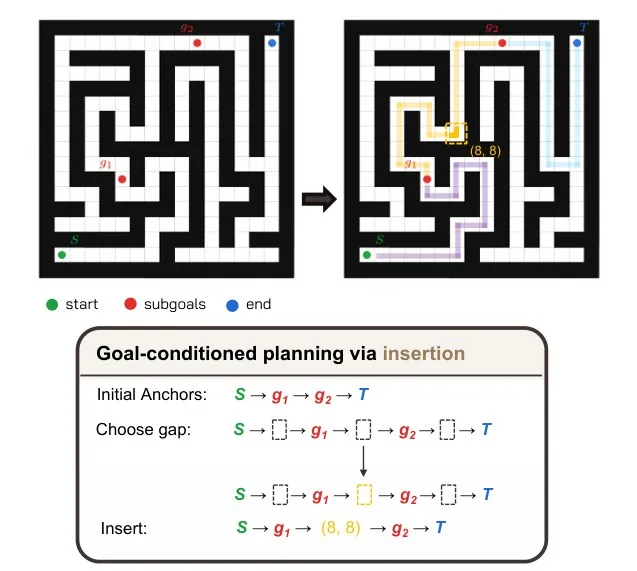 g₂ T g₂ T
g₁ g₁ (8, 8)
S S
start subgoals end
Goal-conditioned planning via insertion
Initial Anchors: S → g₁ → g₂ → T
Choose gap: S → → g₁ → → g₂ → → T
S → → g₁ → → g₂ → → T
Insert: S → g₁ → (8, 8) → g₂ → T